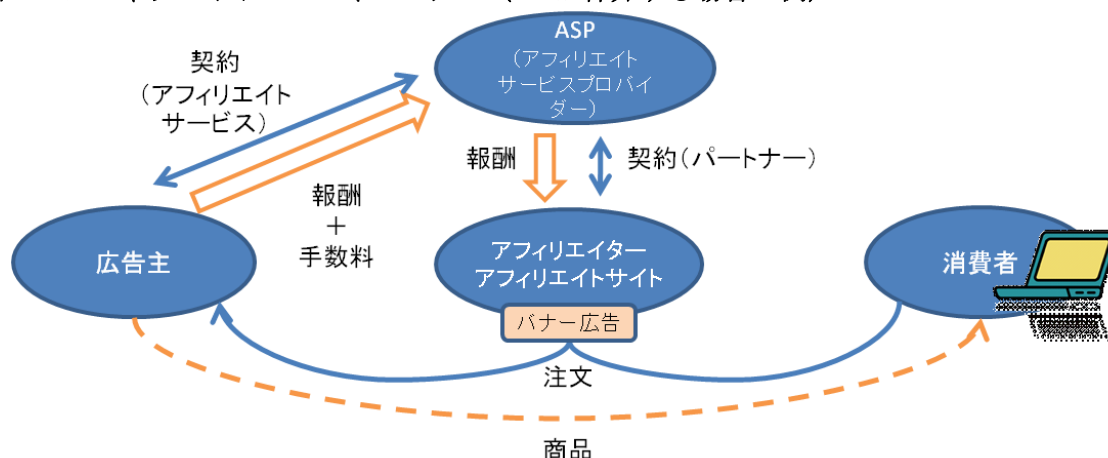 ASP
(アフィリエイト
サービスプロバイ
ダー)
契約
(アフィリエイト
サービス)
報酬
契約(パートナー)
報酬
+
手数料
広告主
アフィリエイター
アフィリエイトサイト
消費者
バナー広告
注文
商品